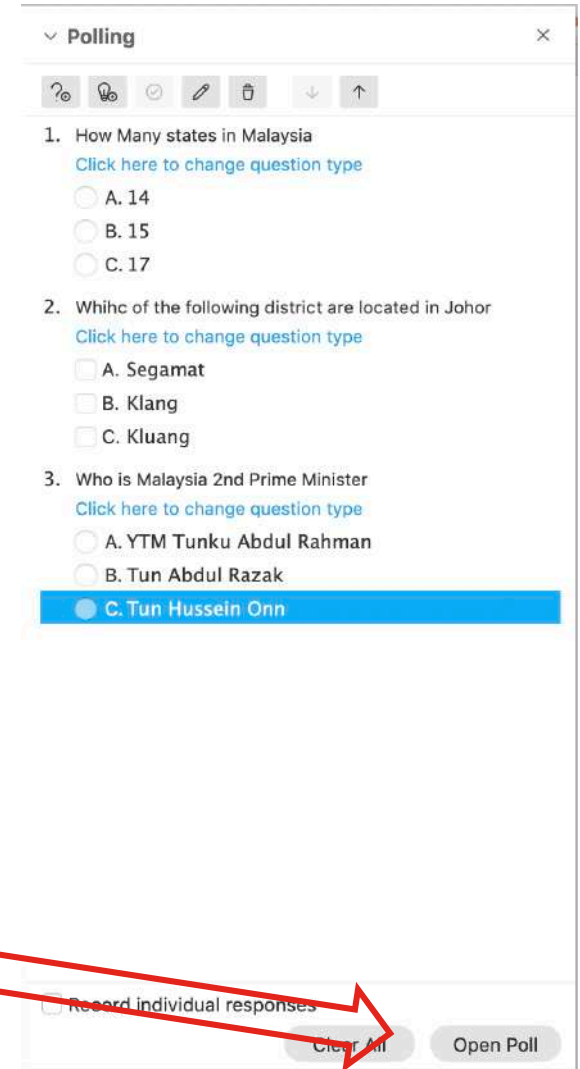 Polling
1. How Many states in Malaysia
Click here to change question type
A. 14
B. 15
C. 17
2. Whihc of the following district are located in Johor
Click here to change question type
A. Segamat
B. Klang
C. Kluang
3. Who is Malaysia 2nd Prime Minister
Click here to change question type
A. YTM Tunku Abdul Rahman
B. Tun Abdul Razak
C. Tun Hussein Onn
Record individual responses
Clear All Open Poll